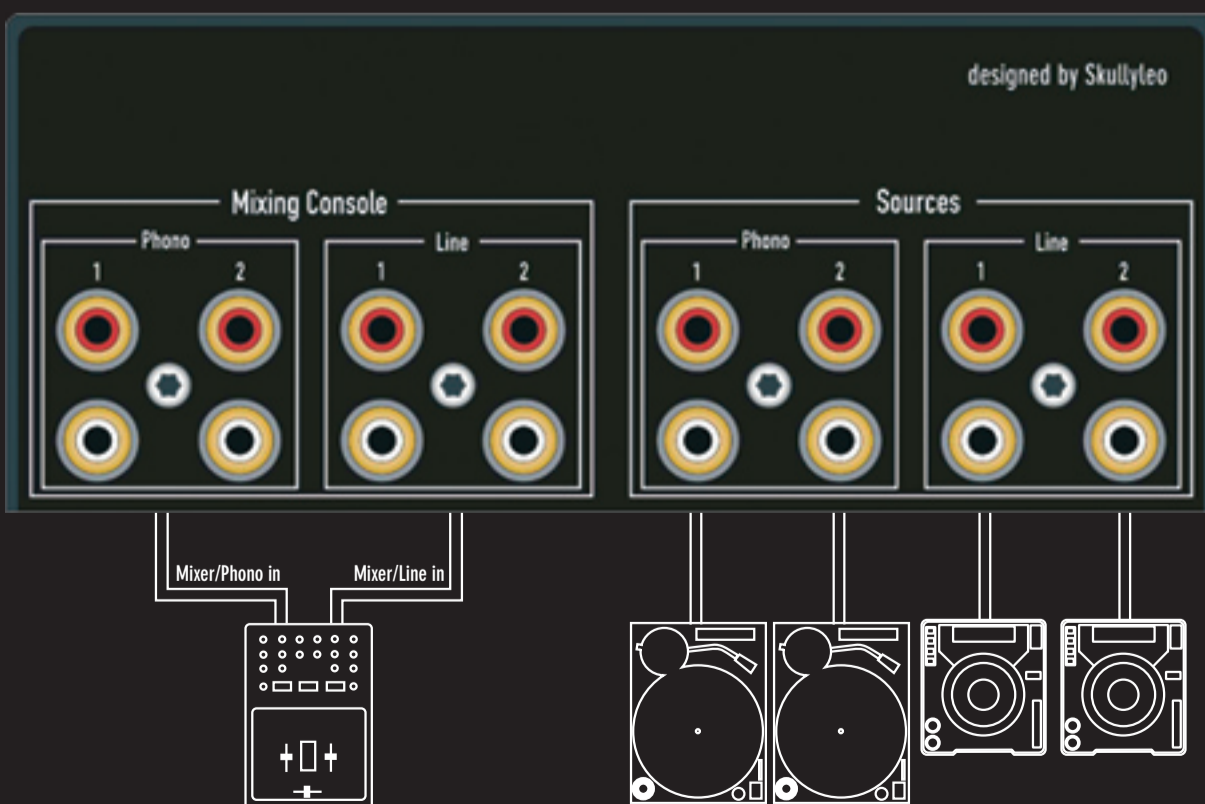 designed by Skullyleo
Mixing Console
Sources
Phono
Line
Phono
Line
1
2
1
2
1
2
1
2
Mixer/Phono in
Mixer/Line in